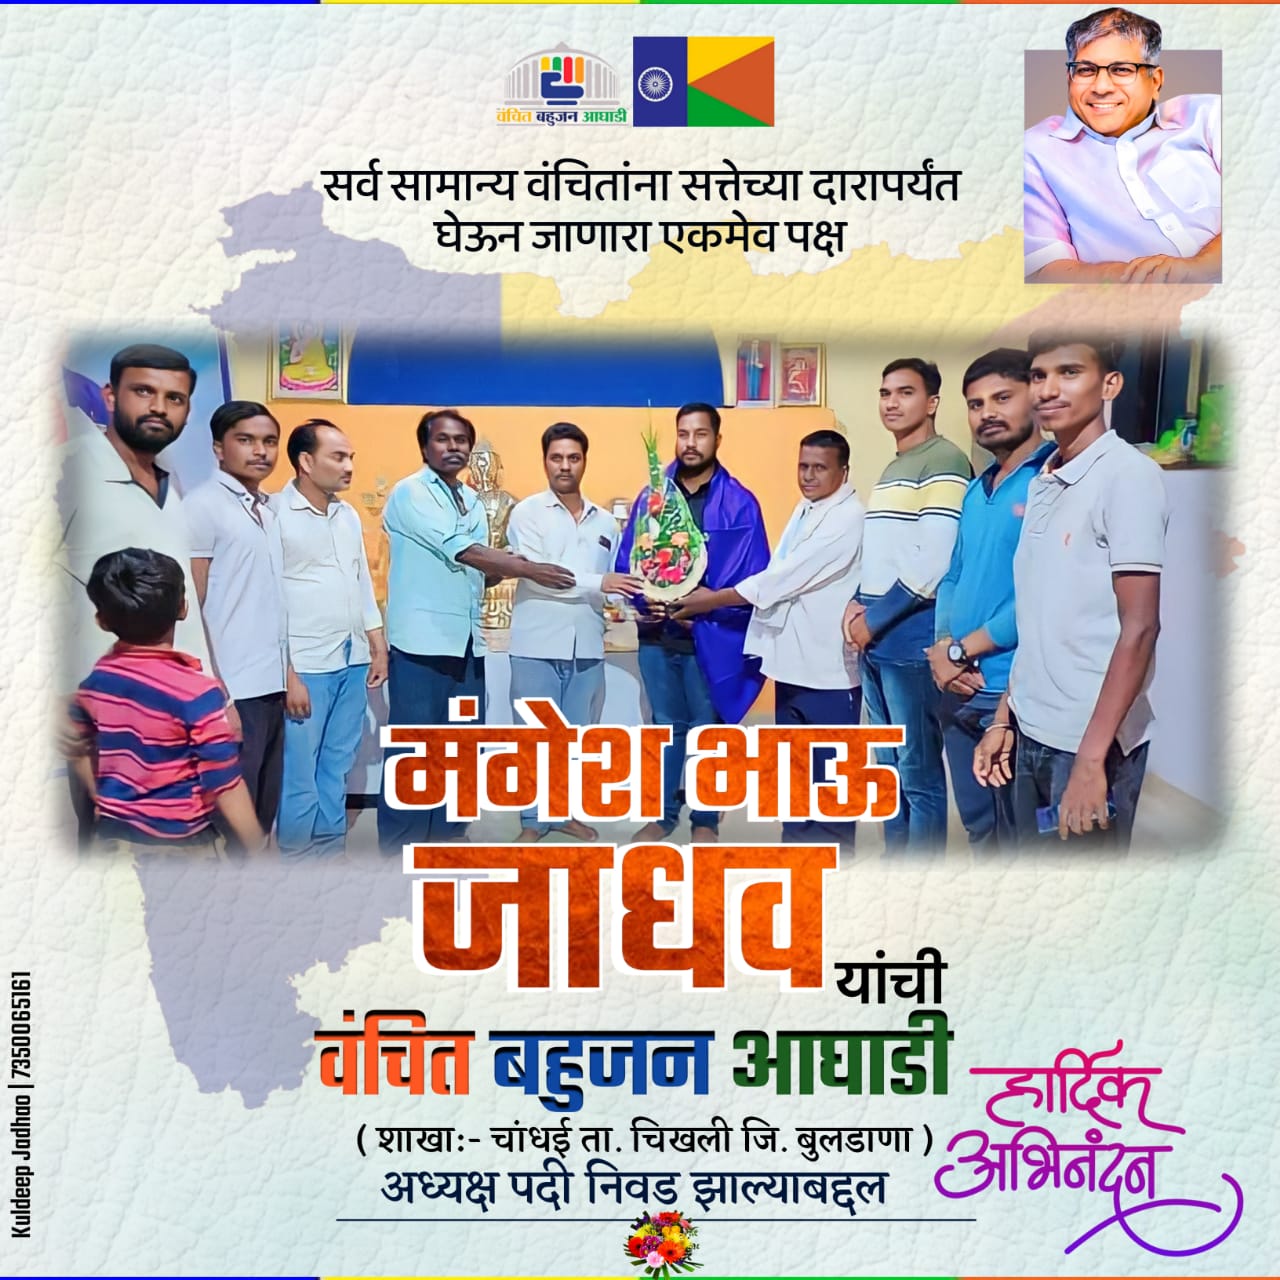 वंचित बहुजन आघाडी
सर्व सामान्य वंचितांना सत्तेच्या दारापर्यंत
घेऊन जाणारा एकमेव पक्ष
मंगेश भाऊ
जाधव
यांची
वंचित बहुजन आघाडी
( शाखा:- चांधई ता. चिखली जि. बुलडाणा )
अध्यक्ष पदी निवड झाल्याबद्दल
हार्दिक
अभिनंदन
Kuldeep Jadhao | 7350065161